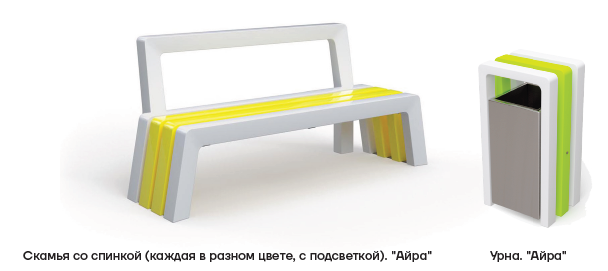 Скамья со спинкой (каждая в разном цвете, с подсветкой). "Айра"
Урна. "Айра"